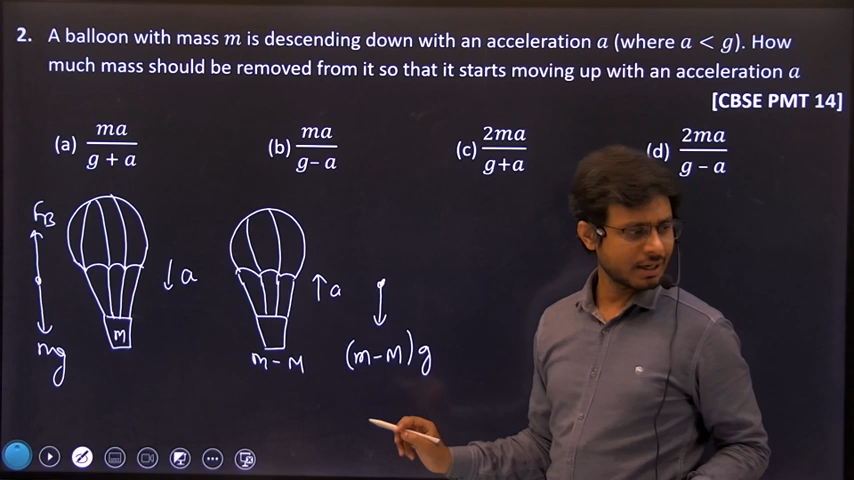 2. A balloon with mass m is descending down with an acceleration a (where a < g). How
much mass should be removed from it so that it starts moving up with an acceleration a
[CBSE PMT 14]
(a) ma / g + a
(b) ma / g– a
(c) 2ma / g+a
(d) 2ma / g – a
FB
mg
M
↓a
m – M
↑a
(m–M)g